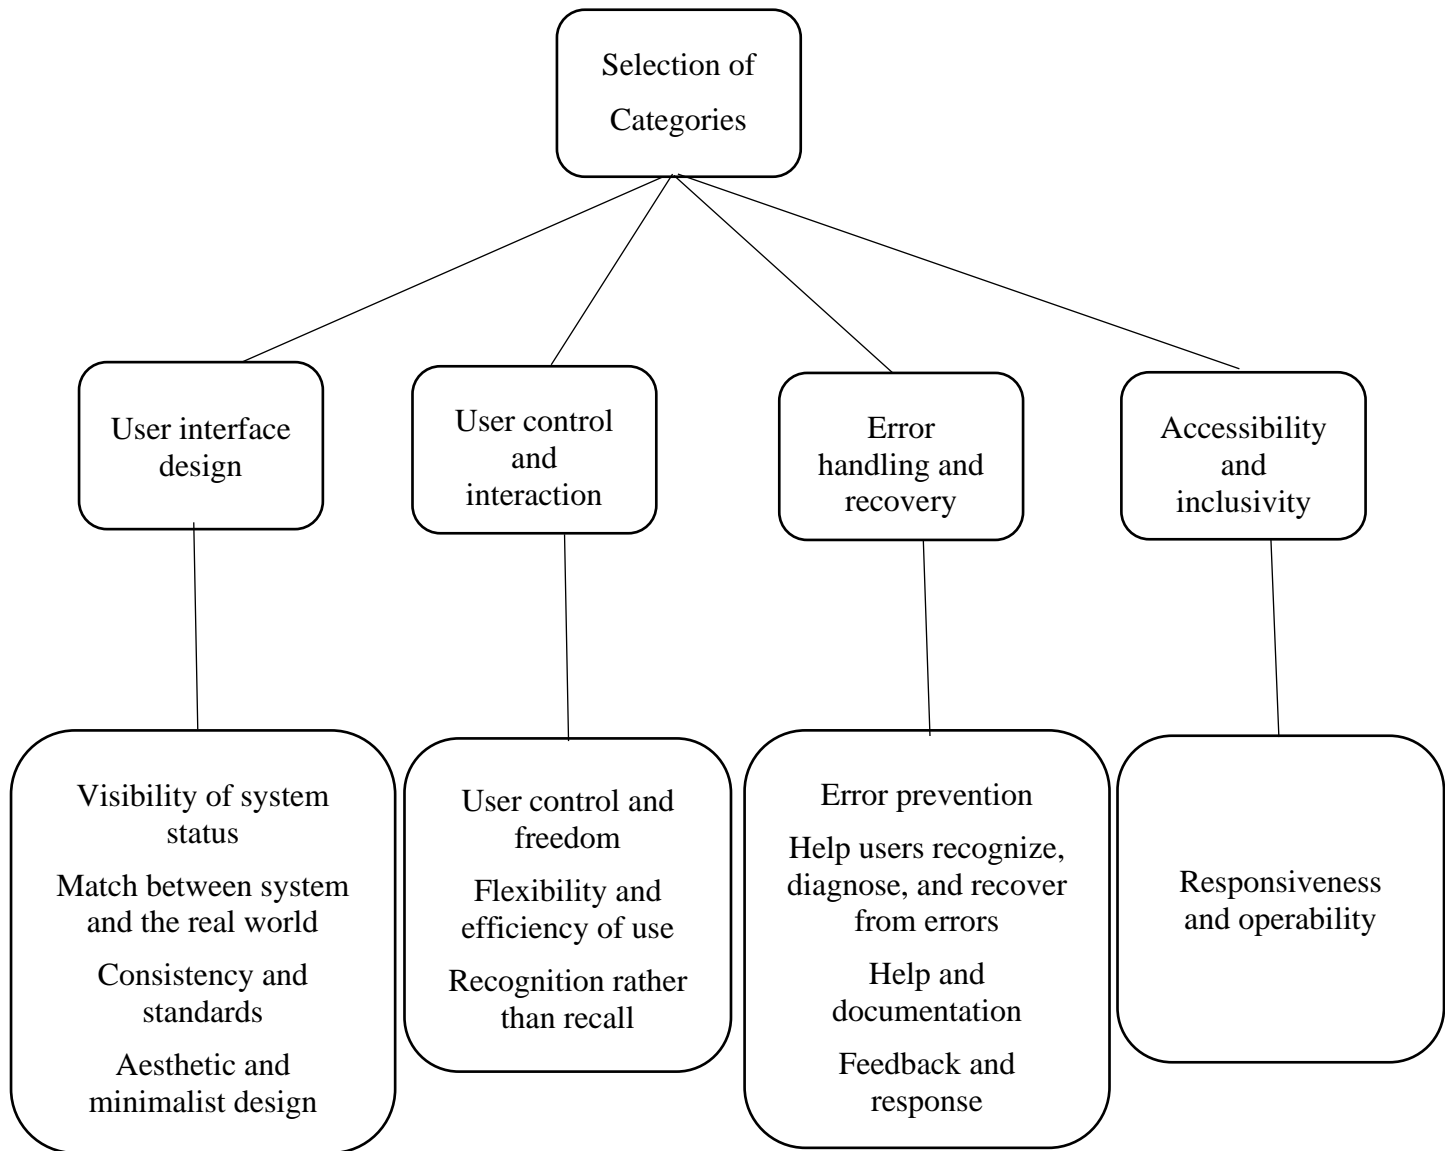 Selection of
Categories
User interface
design
User control
and
interaction
Error
handling and
recovery
Accessibility
and
inclusivity
Visibility of system
status
Match between system
and the real world
Consistency and
standards
Aesthetic and
minimalist design
User control and
freedom
Flexibility and
efficiency of use
Recognition rather
than recall
Error prevention
Help users recognize,
diagnose, and recover
from errors
Help and
documentation
Feedback and
response
Responsiveness
and operability